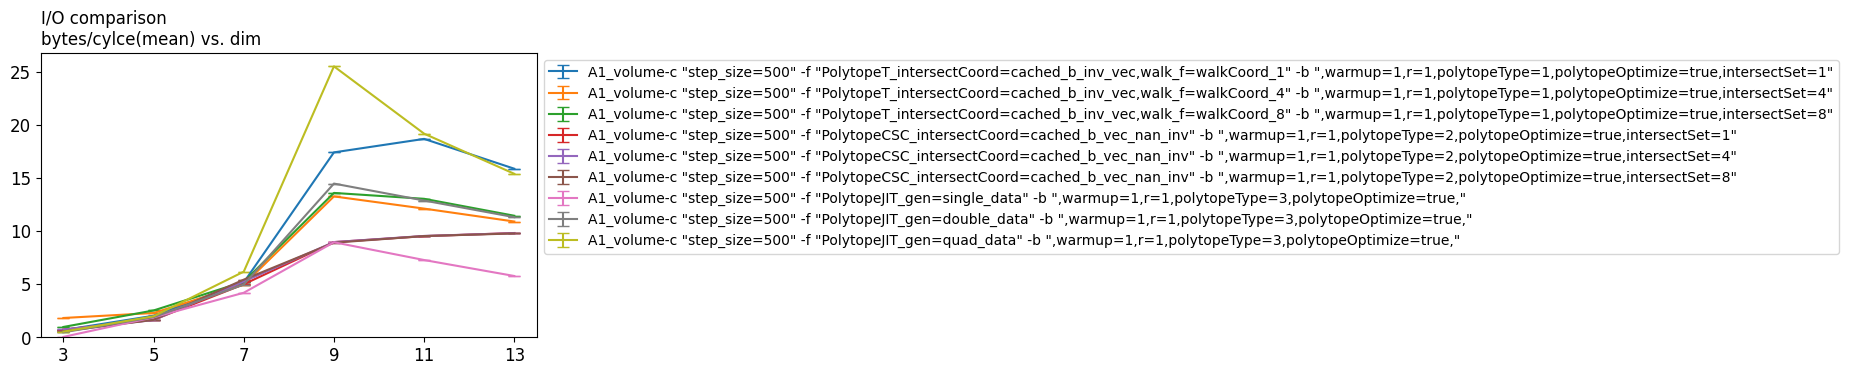 I/O comparison
bytes/cylce(mean) vs. dim
25
20
15
10
5
0
3 5 7 9 11 13
A1_volume-c "step_size=500" -f "PolytopeT_intersectCoord=cached_b_inv_vec,walk_f=walkCoord_1" -b ",warmup=1,r=1,polytopeType=1,polytopeOptimize=true,intersectSet=1"
A1_volume-c "step_size=500" -f "PolytopeT_intersectCoord=cached_b_inv_vec,walk_f=walkCoord_4" -b ",warmup=1,r=1,polytopeType=1,polytopeOptimize=true,intersectSet=4"
A1_volume-c "step_size=500" -f "PolytopeT_intersectCoord=cached_b_inv_vec,walk_f=walkCoord_8" -b ",warmup=1,r=1,polytopeType=1,polytopeOptimize=true,intersectSet=8"
A1_volume-c "step_size=500" -f "PolytopeCSC_intersectCoord=cached_b_vec_nan_inv" -b ",warmup=1,r=1,polytopeType=2,polytopeOptimize=true,intersectSet=1"
A1_volume-c "step_size=500" -f "PolytopeCSC_intersectCoord=cached_b_vec_nan_inv" -b ",warmup=1,r=1,polytopeType=2,polytopeOptimize=true,intersectSet=4"
A1_volume-c "step_size=500" -f "PolytopeCSC_intersectCoord=cached_b_vec_nan_inv" -b ",warmup=1,r=1,polytopeType=2,polytopeOptimize=true,intersectSet=8"
A1_volume-c "step_size=500" -f "PolytopeJIT_gen=single_data" -b ",warmup=1,r=1,polytopeType=3,polytopeOptimize=true,"
A1_volume-c "step_size=500" -f "PolytopeJIT_gen=double_data" -b ",warmup=1,r=1,polytopeType=3,polytopeOptimize=true,"
A1_volume-c "step_size=500" -f "PolytopeJIT_gen=quad_data" -b ",warmup=1,r=1,polytopeType=3,polytopeOptimize=true,"